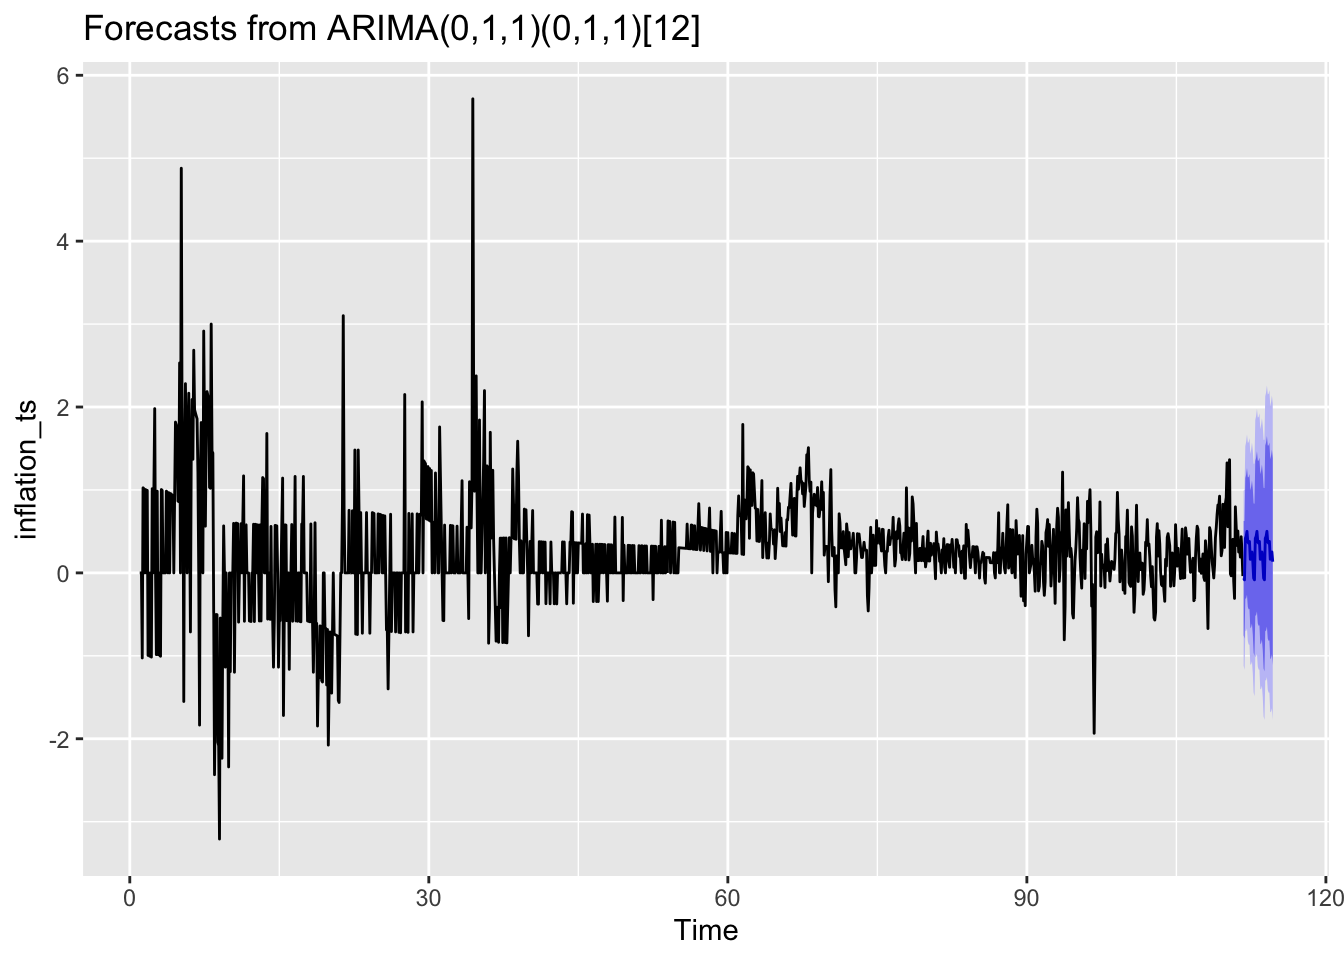 Forecasts from ARIMA(0,1,1)(0,1,1)[12]
6
4
2
0
-2
inflation_ts
0 30 60 90 120
Time